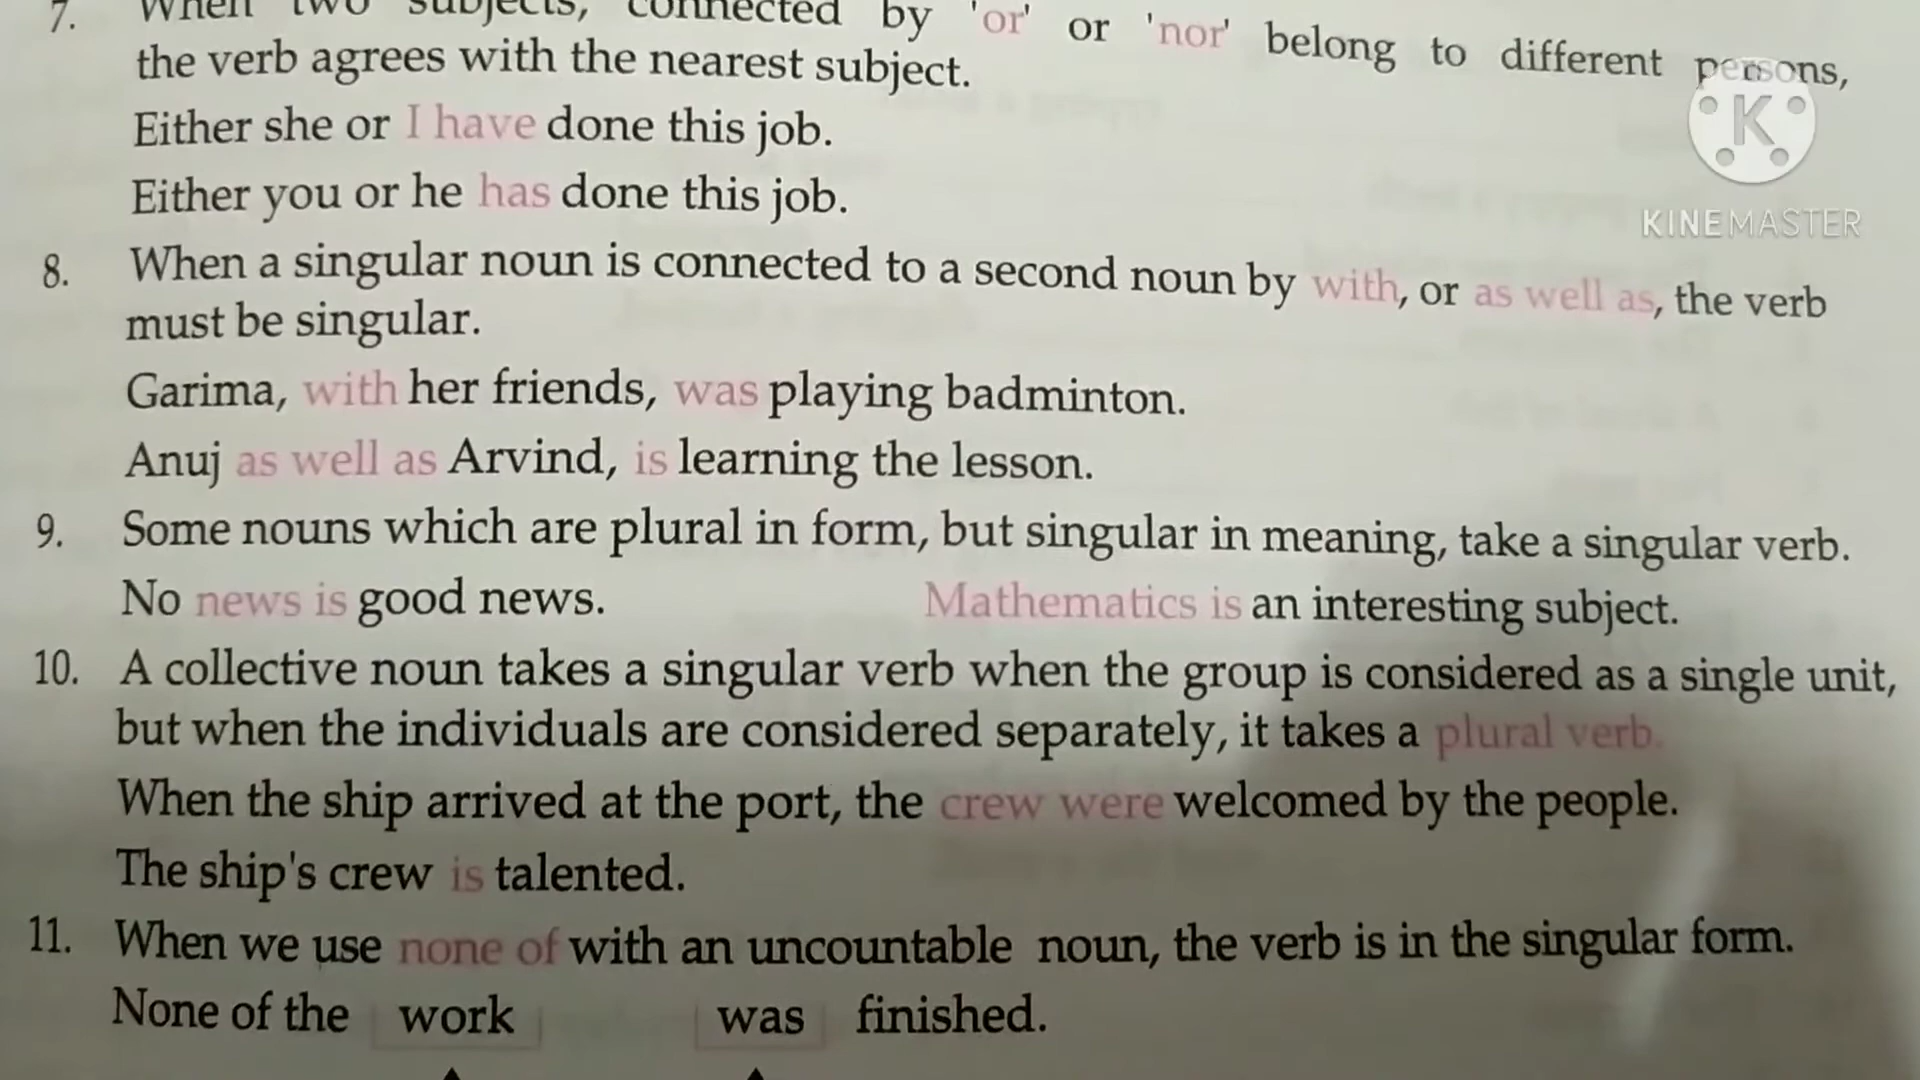 7. When two subjects, connected by 'or' or 'nor' belong to different persons,
the verb agrees with the nearest subject.
Either she or I have done this job.
Either you or he has done this job.
K
KINEMASTER
8. When a singular noun is connected to a second noun by with, or as well as, the verb
must be singular.
Garima, with her friends, was playing badminton.
Anuj as well as Arvind, is learning the lesson.
9. Some nouns which are plural in form, but singular in meaning, take a singular verb.
No news is good news. Mathematics is an interesting subject.
10. A collective noun takes a singular verb when the group is considered as a single unit,
but when the individuals are considered separately, it takes a plural verb.
When the ship arrived at the port, the crew were welcomed by the people.
The ship's crew is talented.
11. When we use none of with an uncountable noun, the verb is in the singular form.
None of the work was finished.